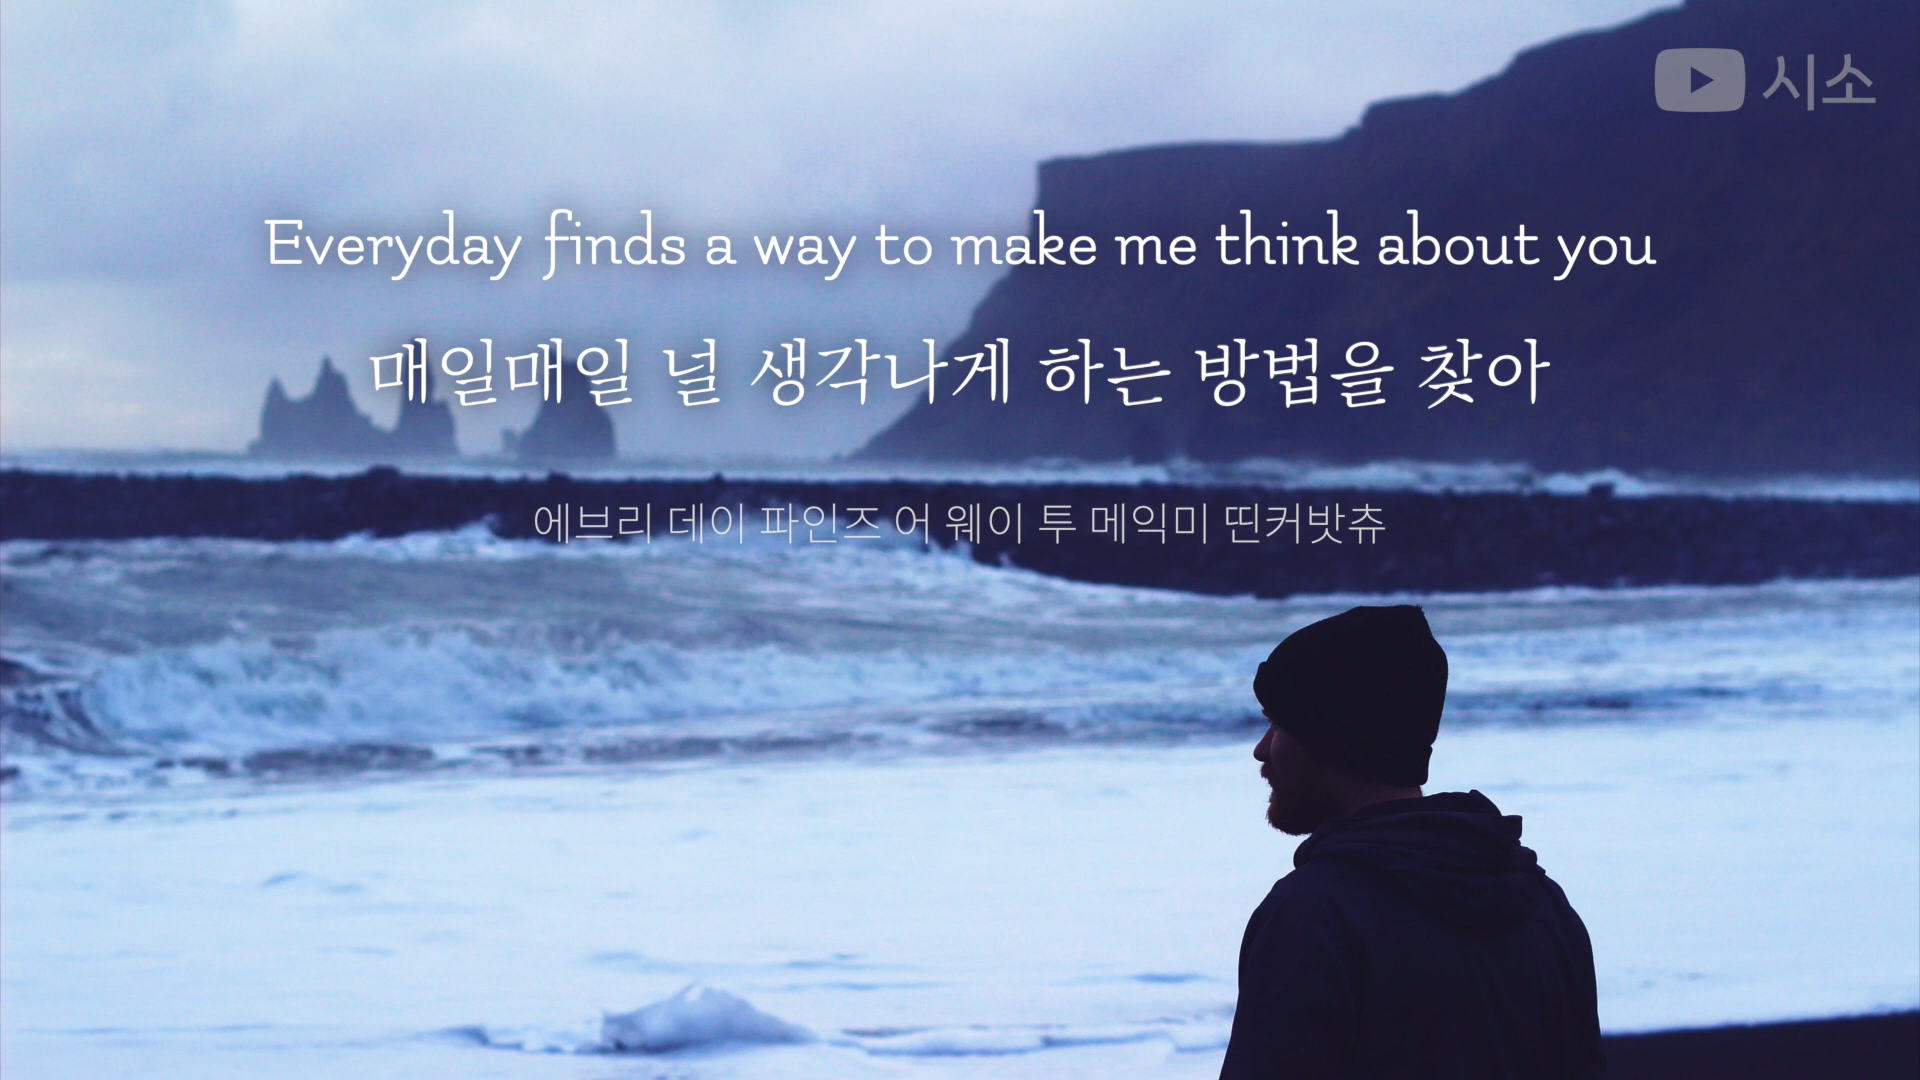 시소
Everyday finds a way to make me think about you
매일매일 널 생각나게 하는 방법을 찾아
에브리 데이 파인즈 어 웨이 투 메익미 띤커밧츄